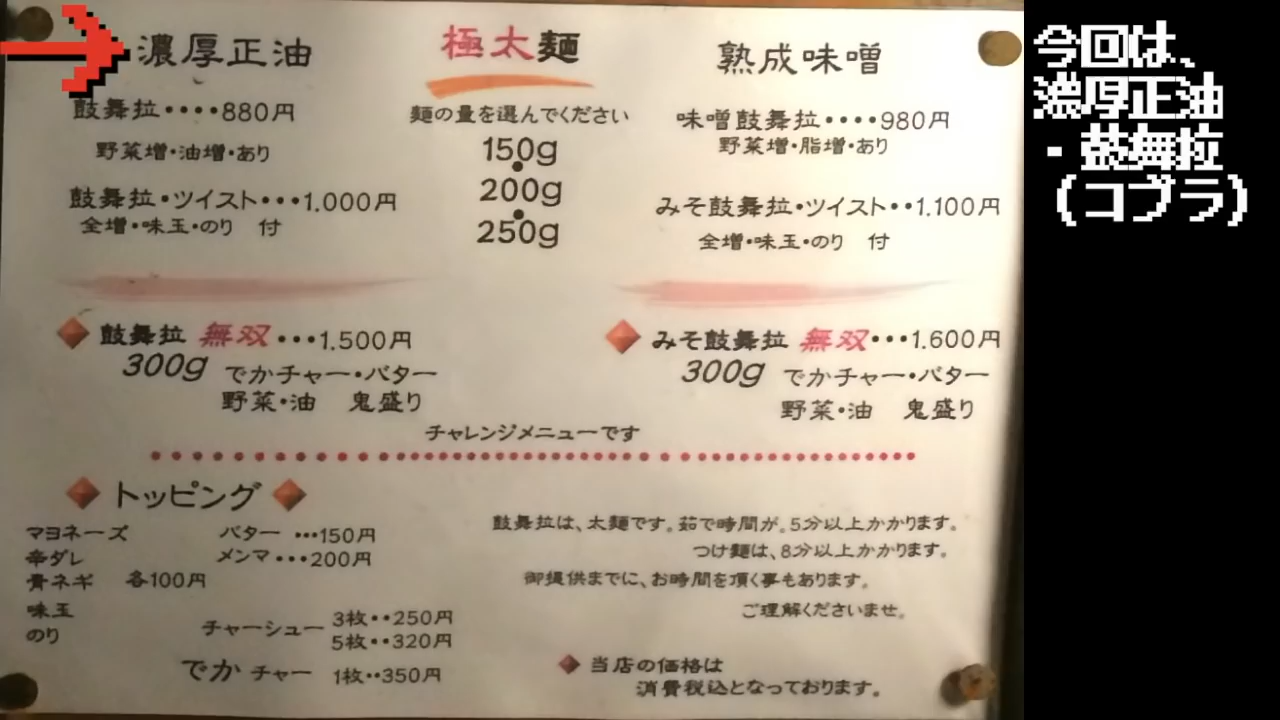 濃厚正油
鼓舞拉‥‥880円
野菜増・油増・あり
鼓舞拉・ツイスト…1.000円
全増・味玉・のり 付
極太麺
麺の量を選んでください
150g
・
200g
・
250g
熟成味噌
味噌鼓舞拉‥‥980円
野菜増・脂増・あり
みそ鼓舞拉・ツイスト‥1.100円
全増・味玉・のり 付
鼓舞拉 無双…1.500円
300g でかチャー・バター
野菜・油 鬼盛り
みそ鼓舞拉 無双…1.600円
300g でかチャー・バター
野菜・油 鬼盛り
チャレンジメニューです
トッピング
マヨネーズ
辛ダレ
青ネギ 各100円
味玉
のり
バター …150円
メンマ…200円
チャーシュー 3枚‥250円
5枚‥320円
でかチャー 1枚‥350円
鼓舞拉は、太麺です。茹で時間が、5分以上かかります。
つけ麺は、8分以上かかります。
御提供までに、お時間を頂く事もあります。
ご理解くださいませ。
当店の価格は
消費税込となっております。
今回は、
濃厚正油
・鼓舞拉
(コブラ)